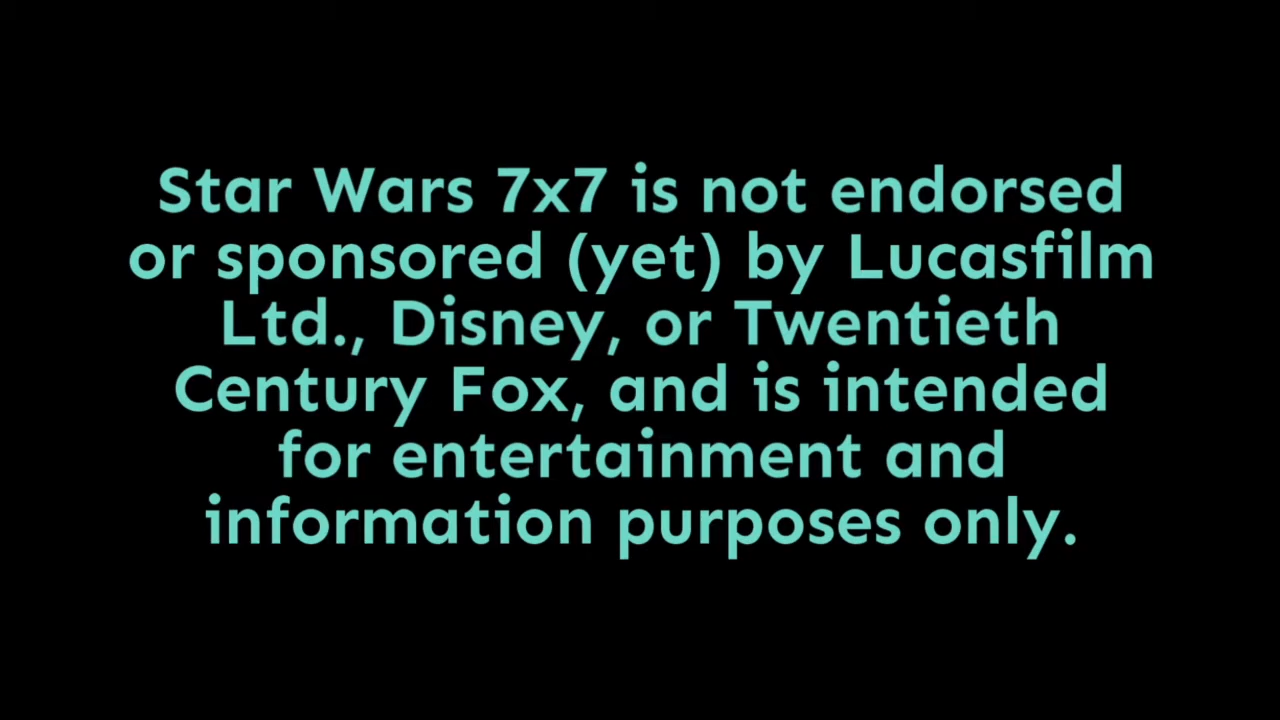 Star Wars 7x7 is not endorsed
or sponsored (yet) by Lucasfilm
Ltd., Disney, or Twentieth
Century Fox, and is intended
for entertainment and
information purposes only.